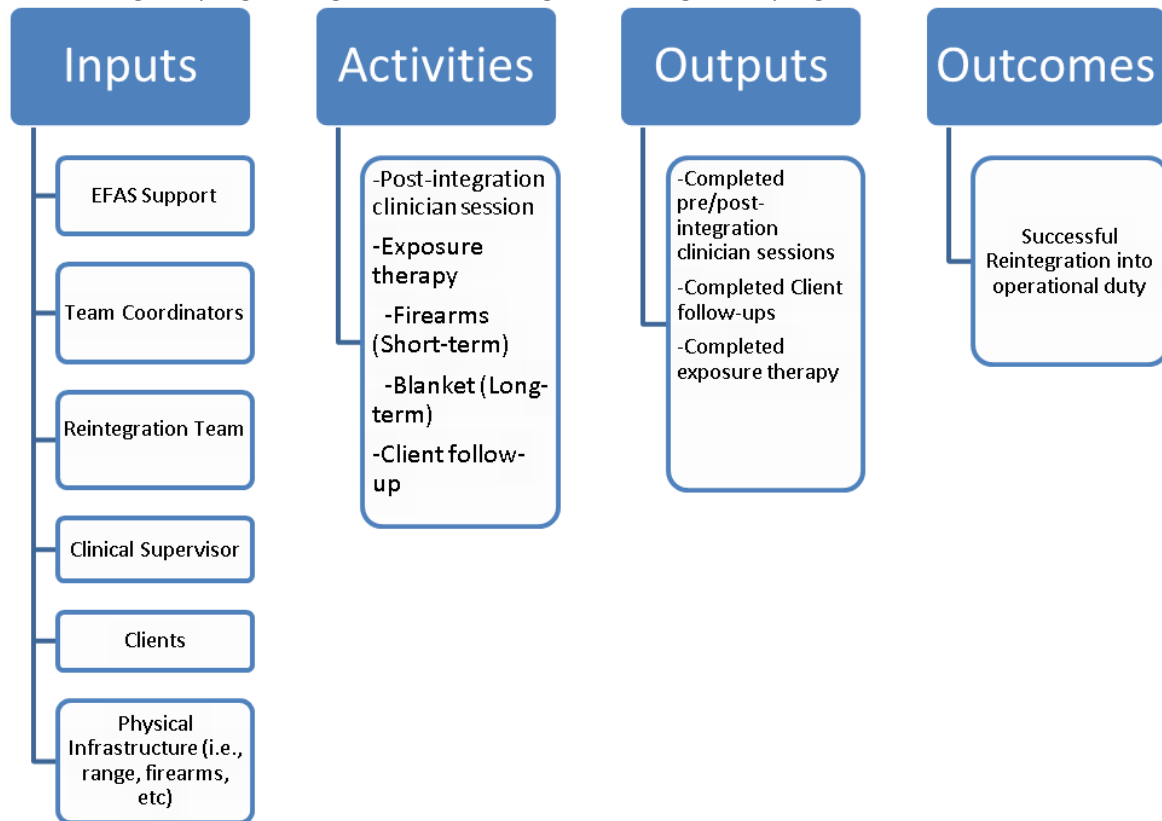 Inputs
EFAS Support
Team Coordinators
Reintegration Team
Clinical Supervisor
Clients
Physical
Infrastructure (i.e.,
range, firearms,
etc)
Activities
-Post-integration
clinician session
-Exposure
therapy
-Firearms
(Short-term)
-Blanket (Long-
term)
-Client follow-
up
Outputs
-Completed
pre/post-
integration
clinician sessions
-Completed Client
follow-ups
-Completed
exposure therapy
Outcomes
Successful
Reintegration into
operational duty